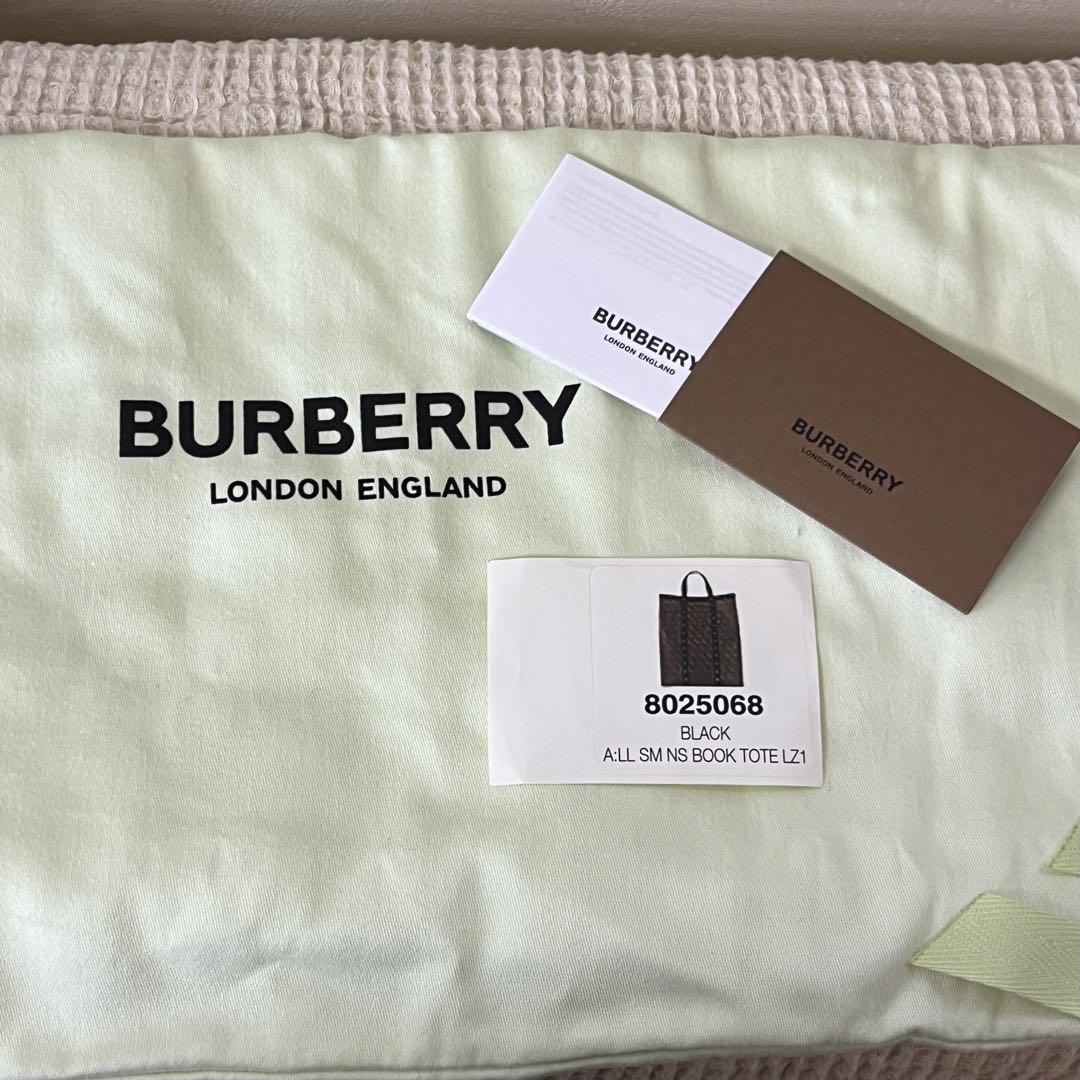 BURBERRY
LONDON ENGLAND
BURBERRY
LONDON ENGLAND
BURBERRY
LONDON ENGLAND
8025068
BLACK
A:LL SM NS BOOK TOTE LZ1